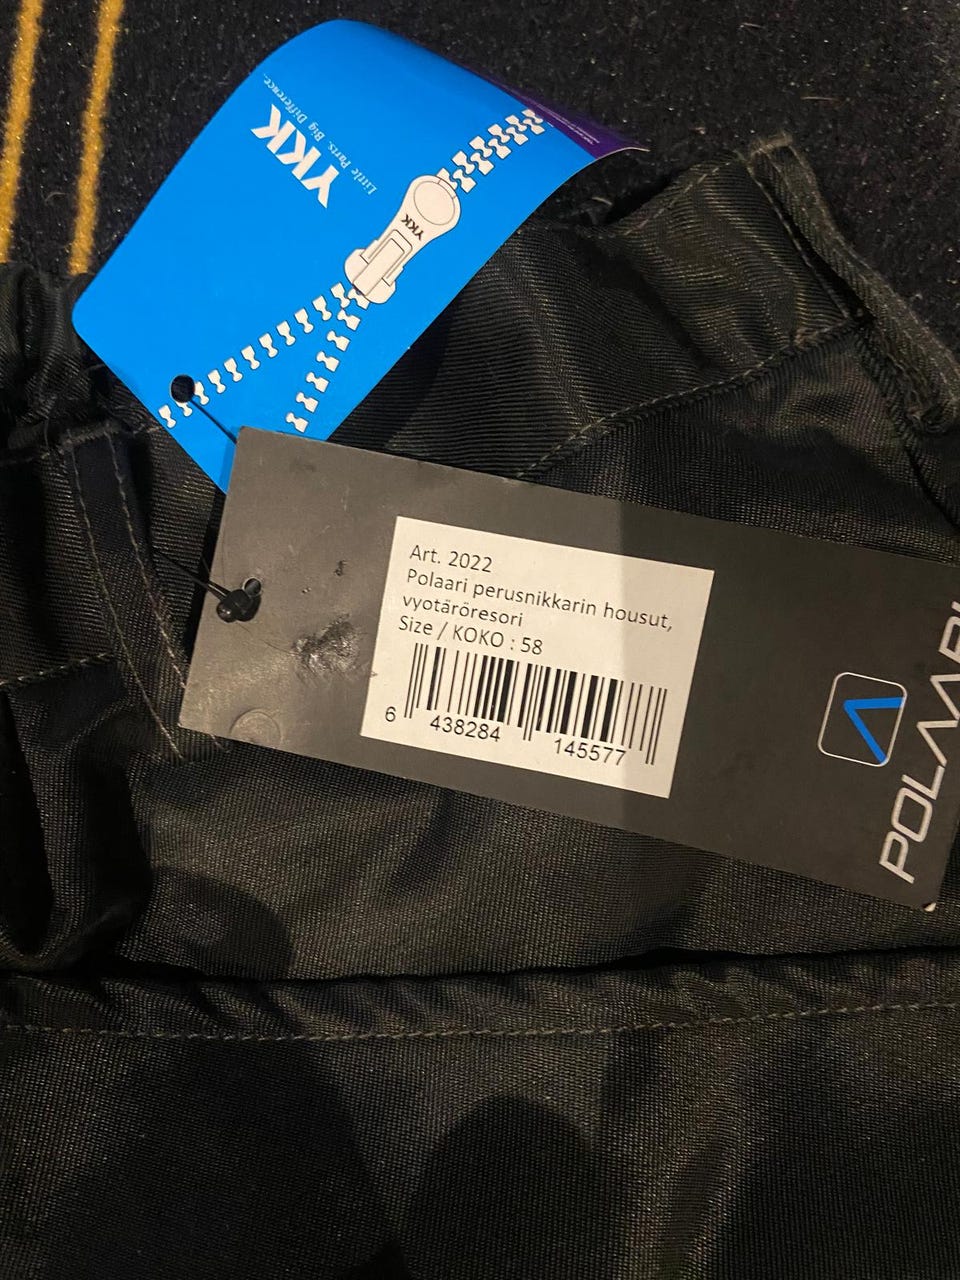 YKK
Little Parts. Big Difference.
YKK
Art. 2022
Polaari perusnikkarin housut,
vyotäröresori
Size / KOKO : 58
6 438284 145577
POLAARI